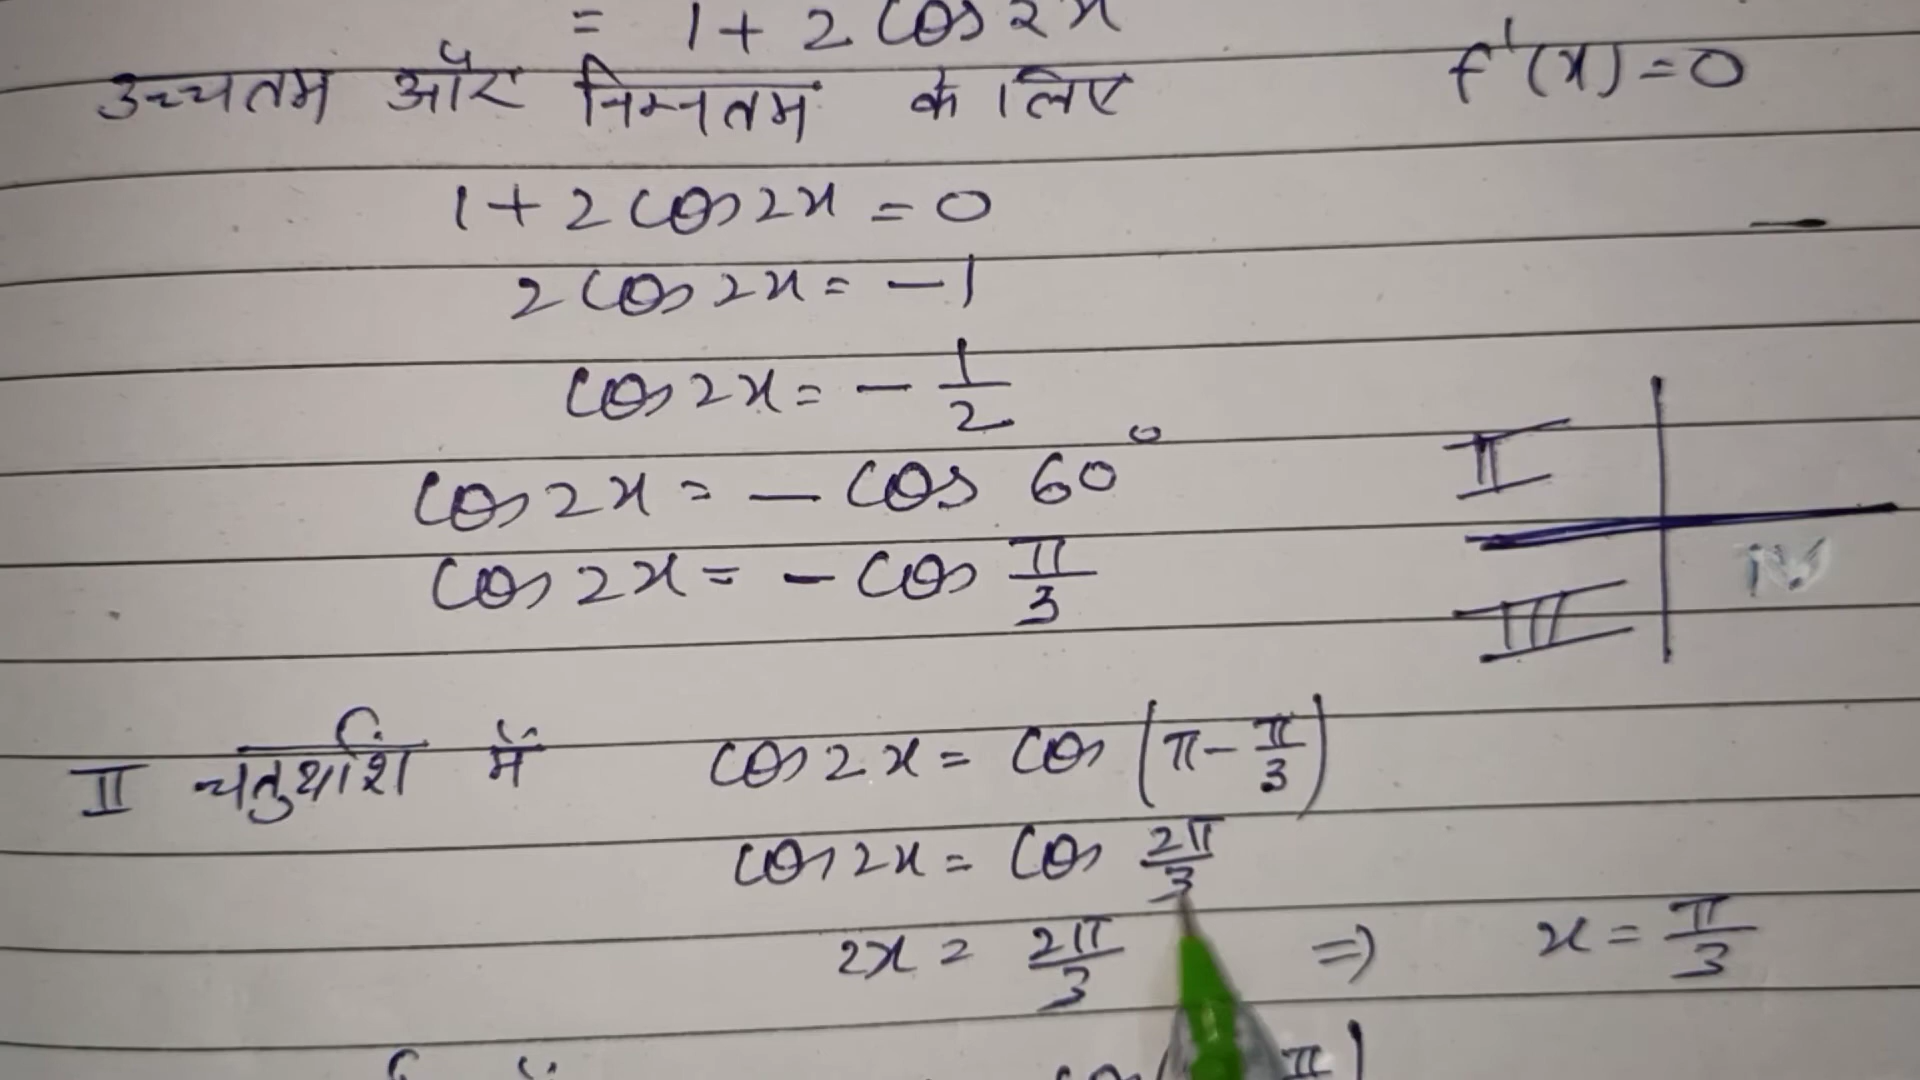 = 1 + 2 cos 2x
उच्चतम और निम्नतम के लिए f'(x) = 0
1 + 2 cos 2x = 0
2 cos 2x = - 1
cos 2x = - 1/2
cos 2x = - cos 60°
cos 2x = - cos π/3
II
IV
III
II चतुर्थांश में cos 2x = cos (π - π/3)
cos 2x = cos 2π/3
2x = 2π/3 ⇒ x = π/3